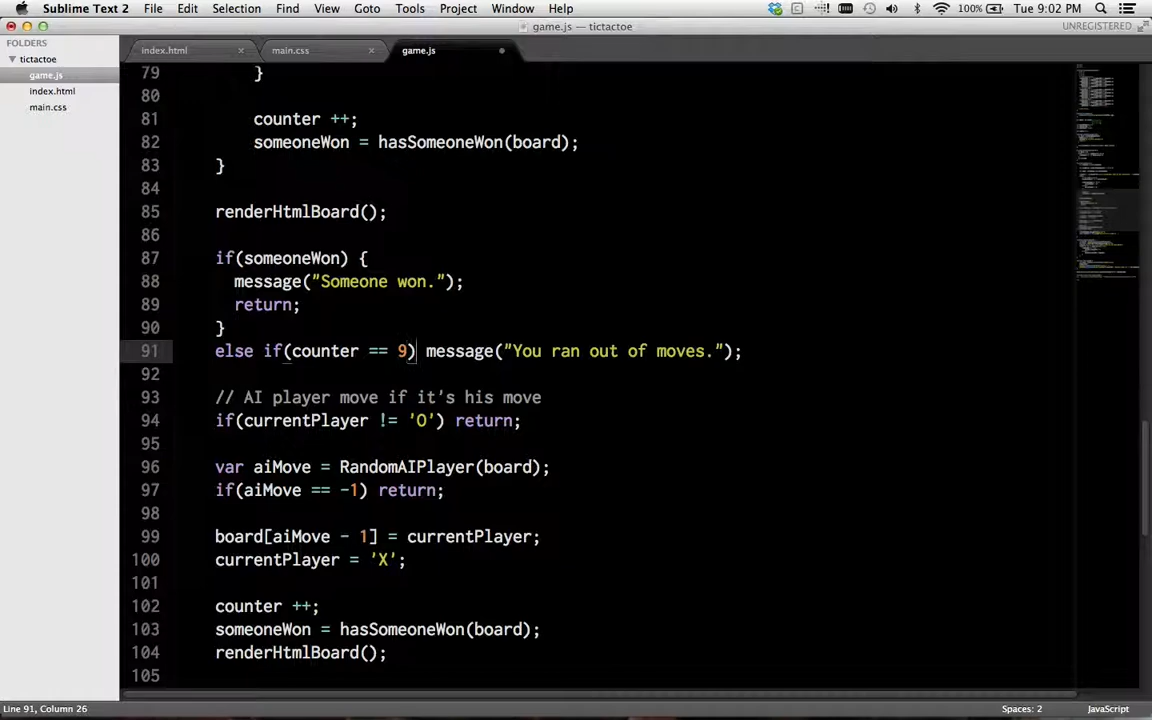 Sublime Text 2 File Edit Selection Find View Goto Tools Project Window Help 100% Tue 9:02 PM
game.js — tictactoe UNREGISTERED
FOLDERS
tictactoe
game.js
index.html
main.css
index.html × main.css × game.js
79 }
80
81 counter ++;
82 someoneWon = hasSomeoneWon(board);
83 }
84
85 renderHtmlBoard();
86
87 if(someoneWon) {
88 message("Someone won.");
89 return;
90 }
91 else if(counter == 9) message("You ran out of moves.");
92
93 // AI player move if it's his move
94 if(currentPlayer != 'O') return;
95
96 var aiMove = RandomAIPlayer(board);
97 if(aiMove == -1) return;
98
99 board[aiMove - 1] = currentPlayer;
100 currentPlayer = 'X';
101
102 counter ++;
103 someoneWon = hasSomeoneWon(board);
104 renderHtmlBoard();
105
Line 91, Column 26 Spaces: 2 JavaScript